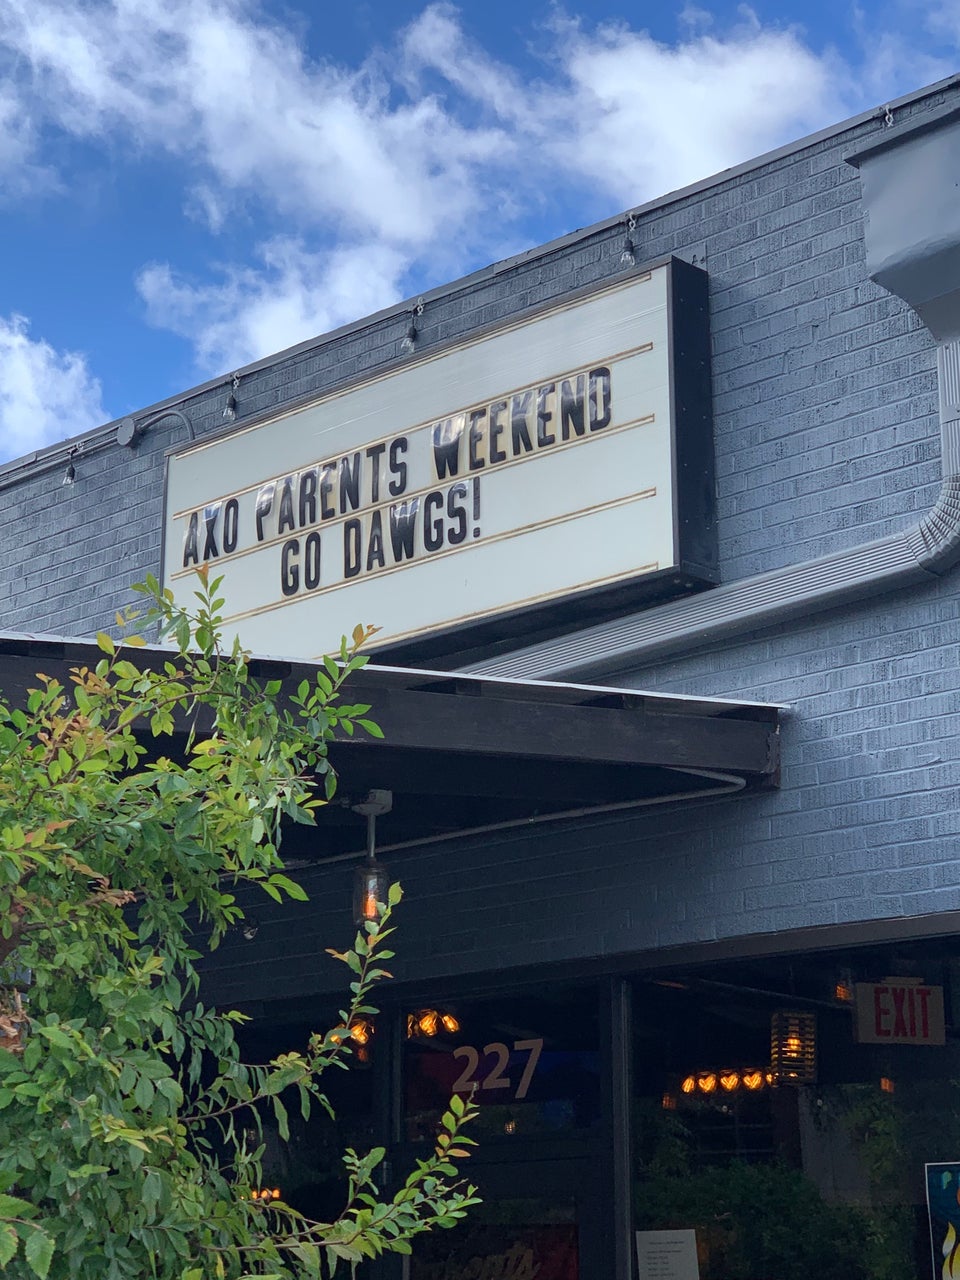 AXO PARENTS WEEKEND
GO DAWGS!
227
EXIT